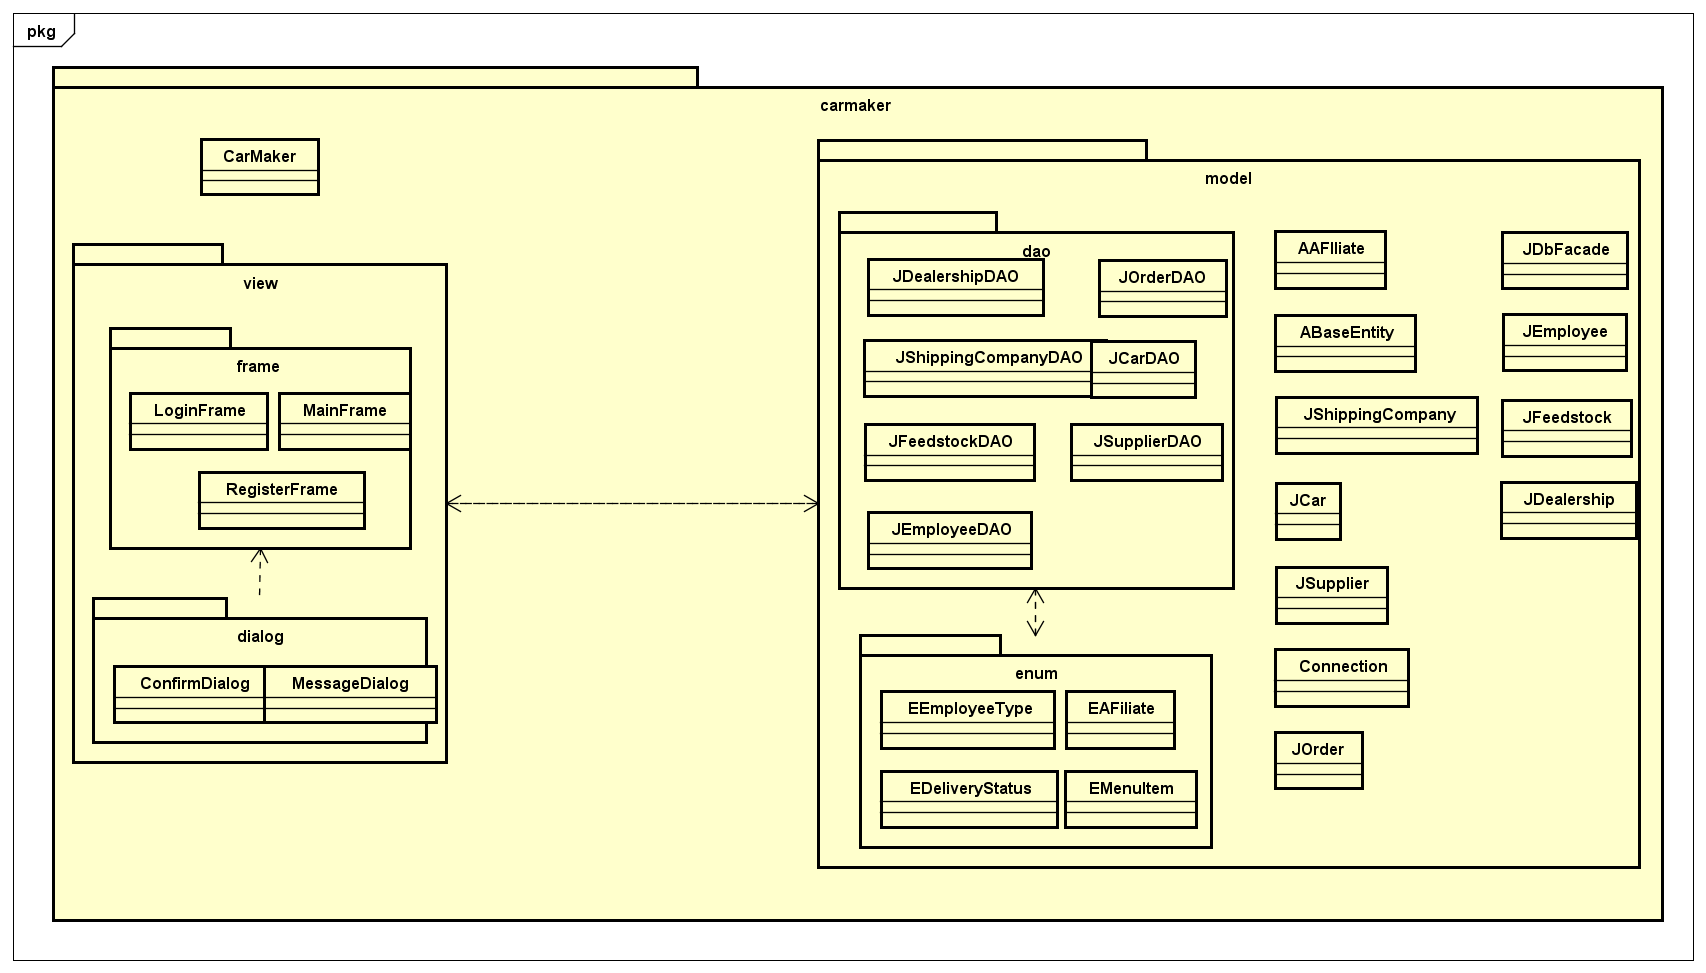 pkg
carmaker
CarMaker
view
frame
LoginFrame
MainFrame
RegisterFrame
dialog
ConfirmDialog
MessageDialog
model
dao
JDealershipDAO
JOrderDAO
JShippingCompanyDAO
JCarDAO
JFeedstockDAO
JSupplierDAO
JEmployeeDAO
enum
EEmployeeType
EAFiliate
EDeliveryStatus
EMenuItem
AAFIliate
JDbFacade
ABaseEntity
JEmployee
JShippingCompany
JFeedstock
JCar
JDealership
JSupplier
Connection
JOrder